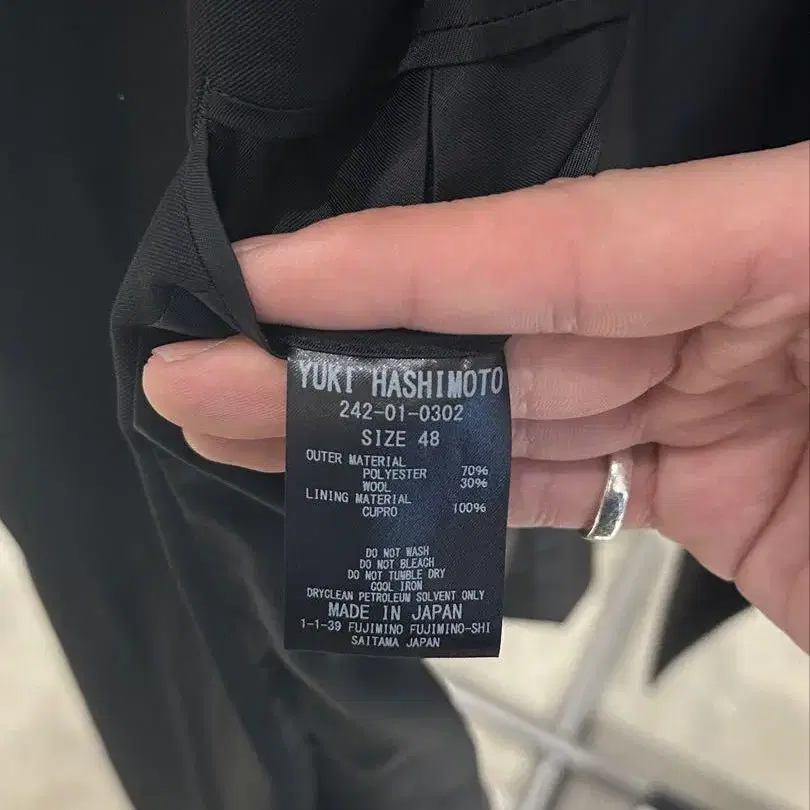 YUKI HASHIMOTO
242-01-0302
SIZE 48
OUTER MATERIAL
POLYESTER 70%
WOOL 30%
LINING MATERIAL
CUPRO 100%
DO NOT WASH
DO NOT BLEACH
DO NOT TUMBLE DRY
COOL IRON
DRYCLEAN PETROLEUM SOLVENT ONLY
MADE IN JAPAN
1-1-39 FUJIMINO FUJIMINO-SHI
SAITAMA JAPAN